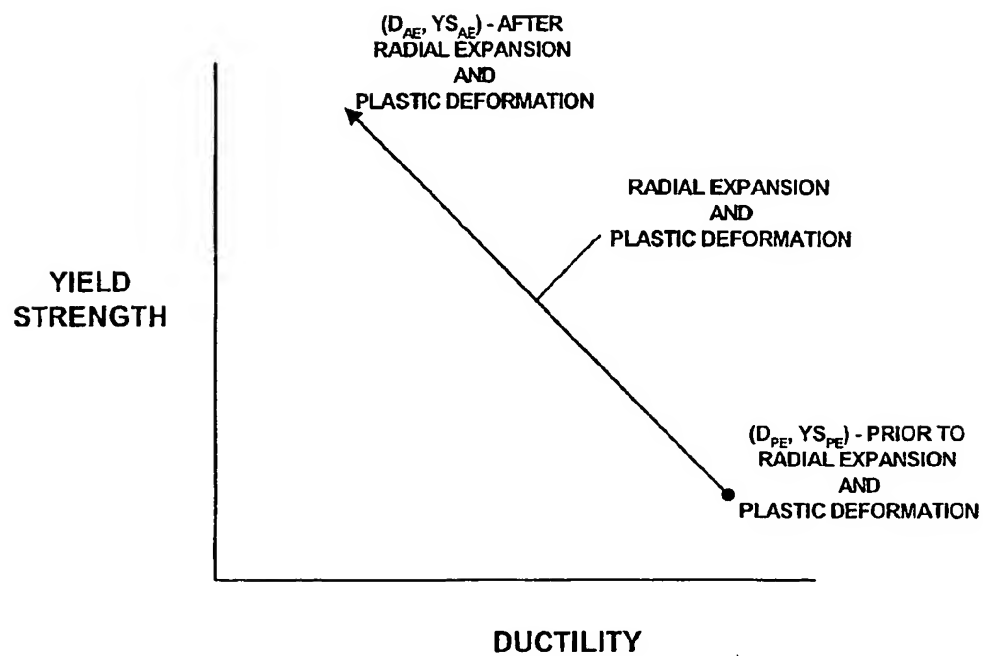 (D_AE, YS_AE) - AFTER
RADIAL EXPANSION
AND
PLASTIC DEFORMATION
RADIAL EXPANSION
AND
PLASTIC DEFORMATION
YIELD
STRENGTH
(D_PE, YS_PE) - PRIOR TO
RADIAL EXPANSION
AND
PLASTIC DEFORMATION
DUCTILITY